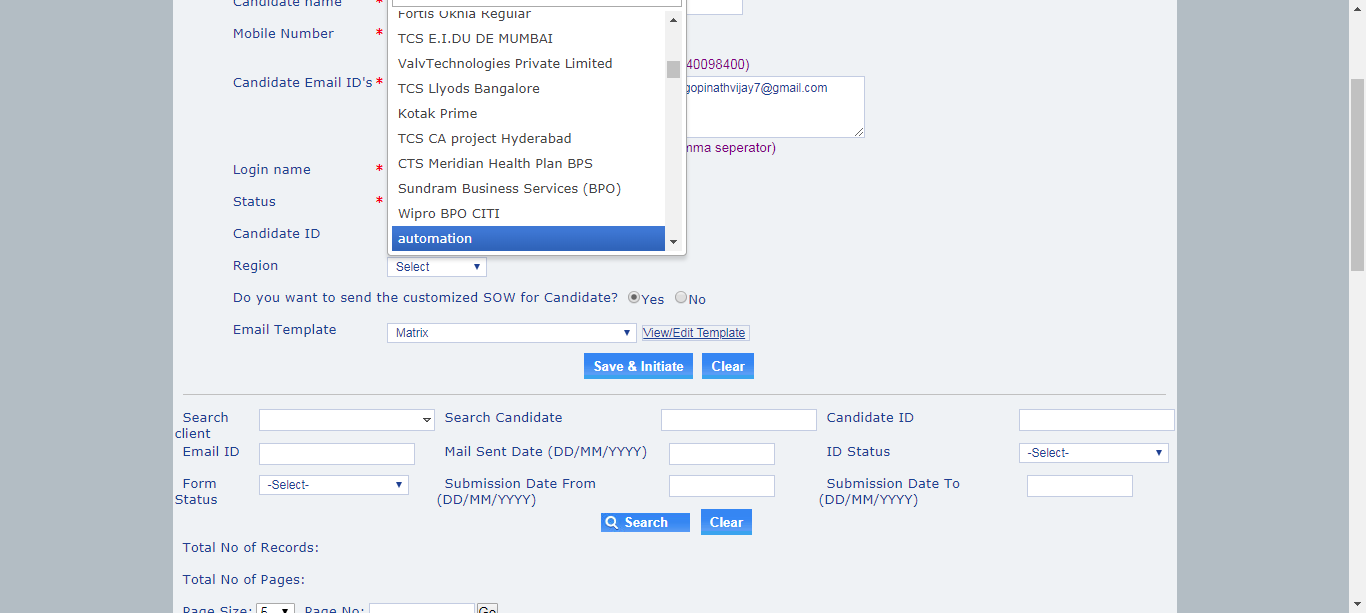 Candidate name *
Fortis Okhla Regular
Mobile Number *
TCS E.I.DU DE MUMBAI
ValvTechnologies Private Limited
40098400)
Candidate Email ID's *
TCS Llyods Bangalore
gopinathvijay7@gmail.com
Kotak Prime
TCS CA project Hyderabad
mma seperator)
CTS Meridian Health Plan BPS
Login name *
Sundram Business Services (BPO)
Status *
Wipro BPO CITI
Candidate ID
automation
Region
Select
Do you want to send the customized SOW for Candidate? Yes No
Email Template Matrix View/Edit Template
Save & Initiate Clear
Search client Search Candidate Candidate ID
Email ID Mail Sent Date (DD/MM/YYYY) ID Status -Select-
Form Status -Select- Submission Date From (DD/MM/YYYY) Submission Date To (DD/MM/YYYY)
Search Clear
Total No of Records:
Total No of Pages:
Page Size: 5 Page No: Go